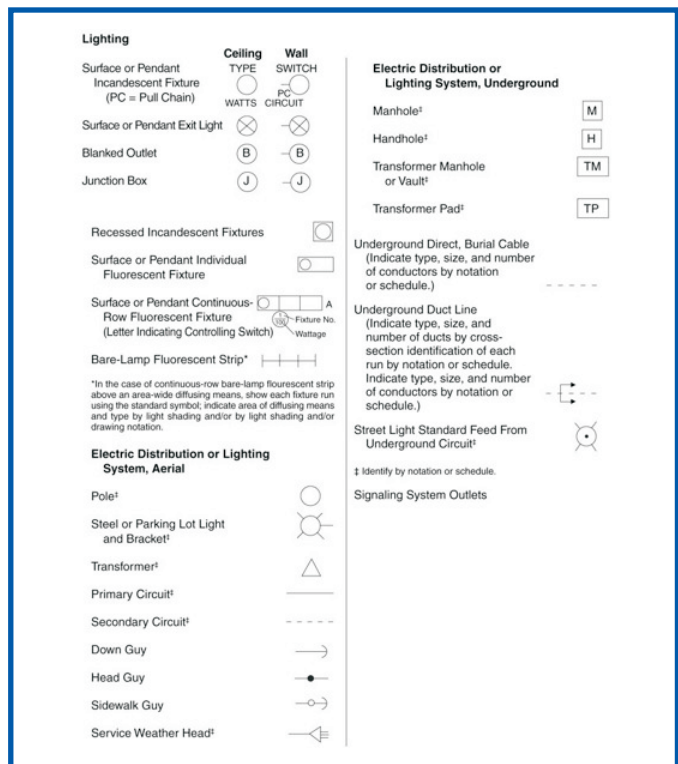 Lighting
Ceiling Wall
Surface or Pendant TYPE SWITCH
Incandescent Fixture
(PC = Pull Chain) PC
WATTS CIRCUIT
Surface or Pendant Exit Light
Blanked Outlet B B
Junction Box J J
Recessed Incandescent Fixtures
Surface or Pendant Individual
Fluorescent Fixture
Surface or Pendant Continuous- A
Row Fluorescent Fixture Fixture No.
(Letter Indicating Controlling Switch) Wattage
Bare-Lamp Fluorescent Strip*
*In the case of continuous-row bare-lamp flourescent strip
above an area-wide diffusing means, show each fixture run
using the standard symbol; indicate area of diffusing means
and type by light shading and/or by light shading and/or
drawing notation.
Electric Distribution or Lighting
System, Aerial
Pole‡
Steel or Parking Lot Light
and Bracket‡
Transformer‡
Primary Circuit‡
Secondary Circuit‡
Down Guy
Head Guy
Sidewalk Guy
Service Weather Head‡
Electric Distribution or
Lighting System, Underground
Manhole‡ M
Handhole‡ H
Transformer Manhole TM
or Vault‡
Transformer Pad‡ TP
Underground Direct, Burial Cable
(Indicate type, size, and number
of conductors by notation
or schedule.)
Underground Duct Line
(Indicate type, size, and
number of ducts by cross-
section identification of each
run by notation or schedule.
Indicate type, size, and number
of conductors by notation or
schedule.)
Street Light Standard Feed From
Underground Circuit‡
‡ Identify by notation or schedule.
Signaling System Outlets